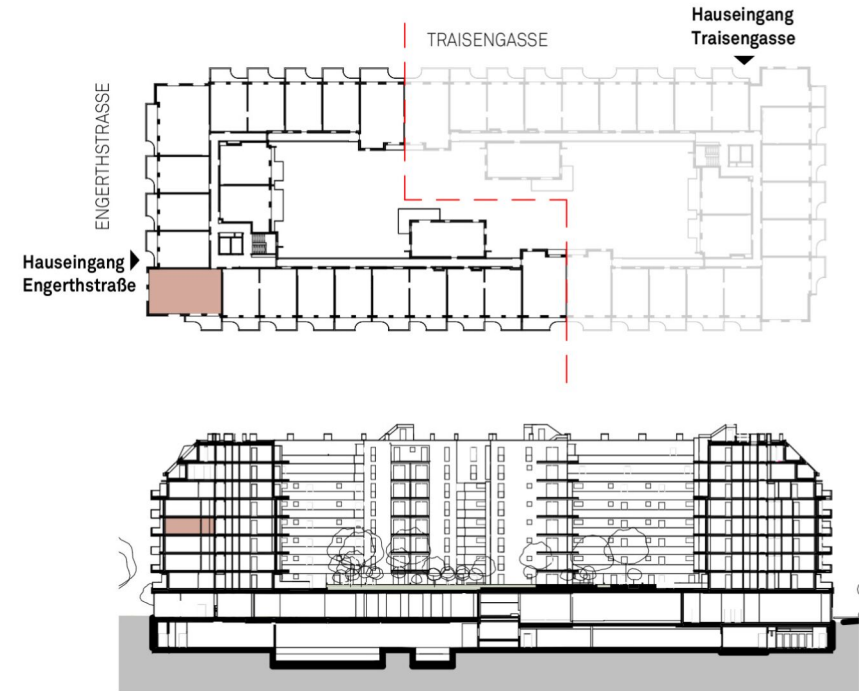 Hauseingang
Traisengasse
TRAISENGASSE
ENGERTHSTRASSE
Hauseingang
Engerthstraße